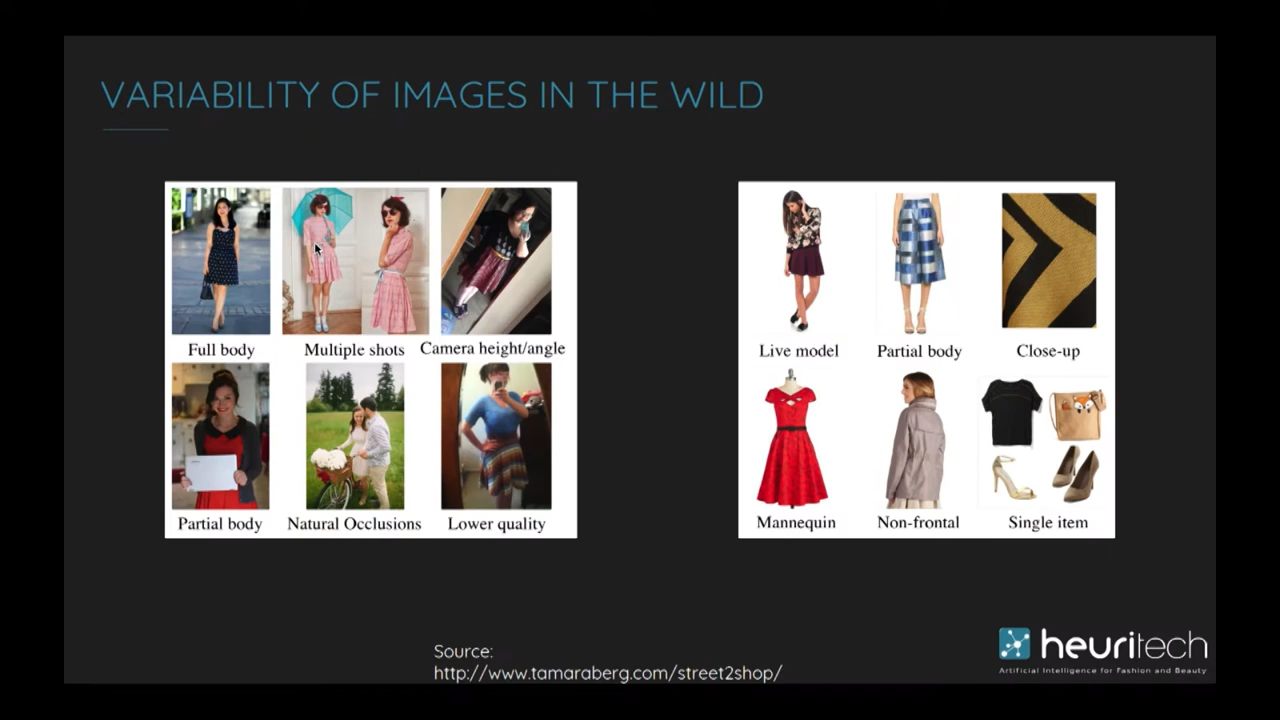 VARIABILITY OF IMAGES IN THE WILD
Full body
Multiple shots
Camera height/angle
Partial body
Natural Occlusions
Lower quality
Live model
Partial body
Close-up
Mannequin
Non-frontal
Single item
Source:
http://www.tamaraberg.com/street2shop/
heuritech
Artificial Intelligence for Fashion and Beauty